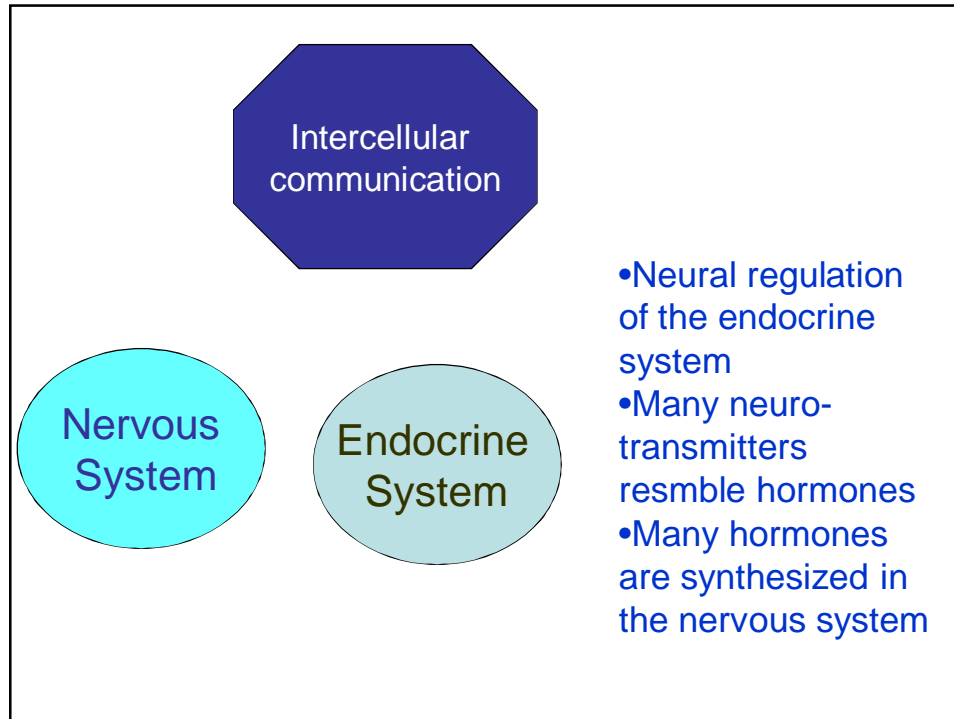 Intercellular
communication
Nervous
System
Endocrine
System
•Neural regulation
of the endocrine
system
•Many neuro-
transmitters
resmble hormones
•Many hormones
are synthesized in
the nervous system